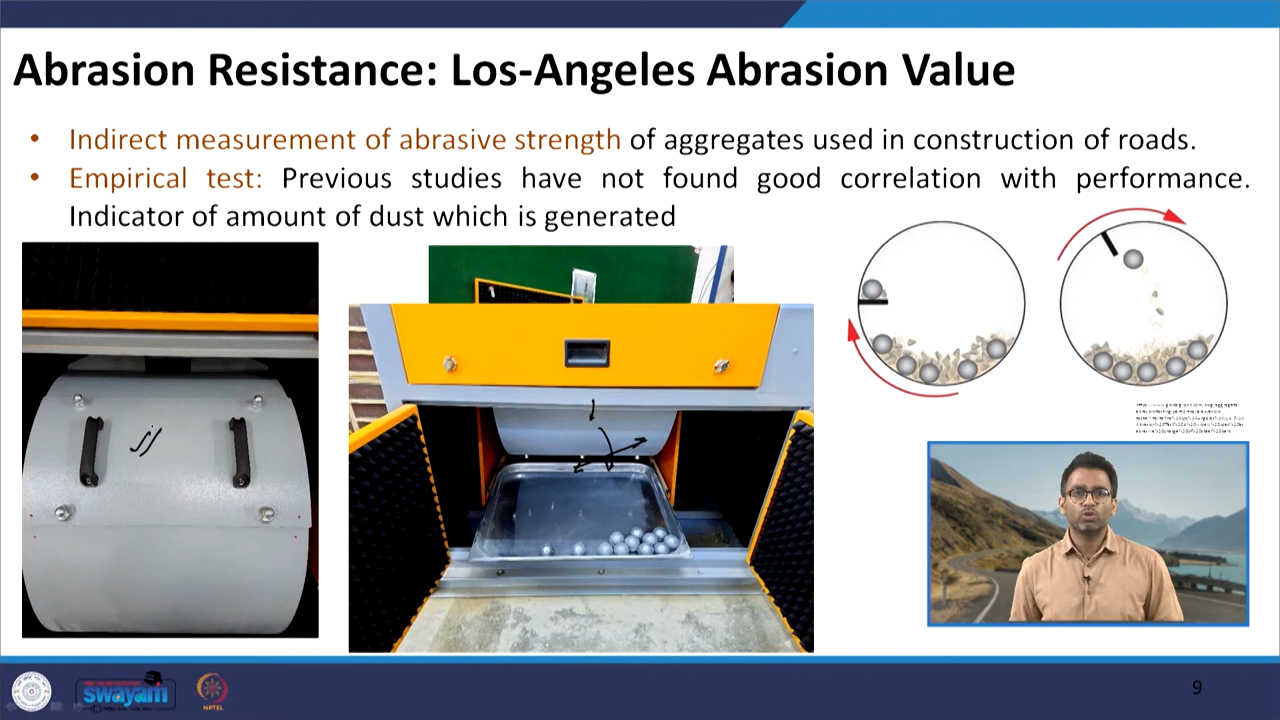 Abrasion Resistance: Los-Angeles Abrasion Value
• Indirect measurement of abrasive strength of aggregates used in construction of roads.
• Empirical test: Previous studies have not found good correlation with performance.
Indicator of amount of dust which is generated
swayam
NPTEL
9